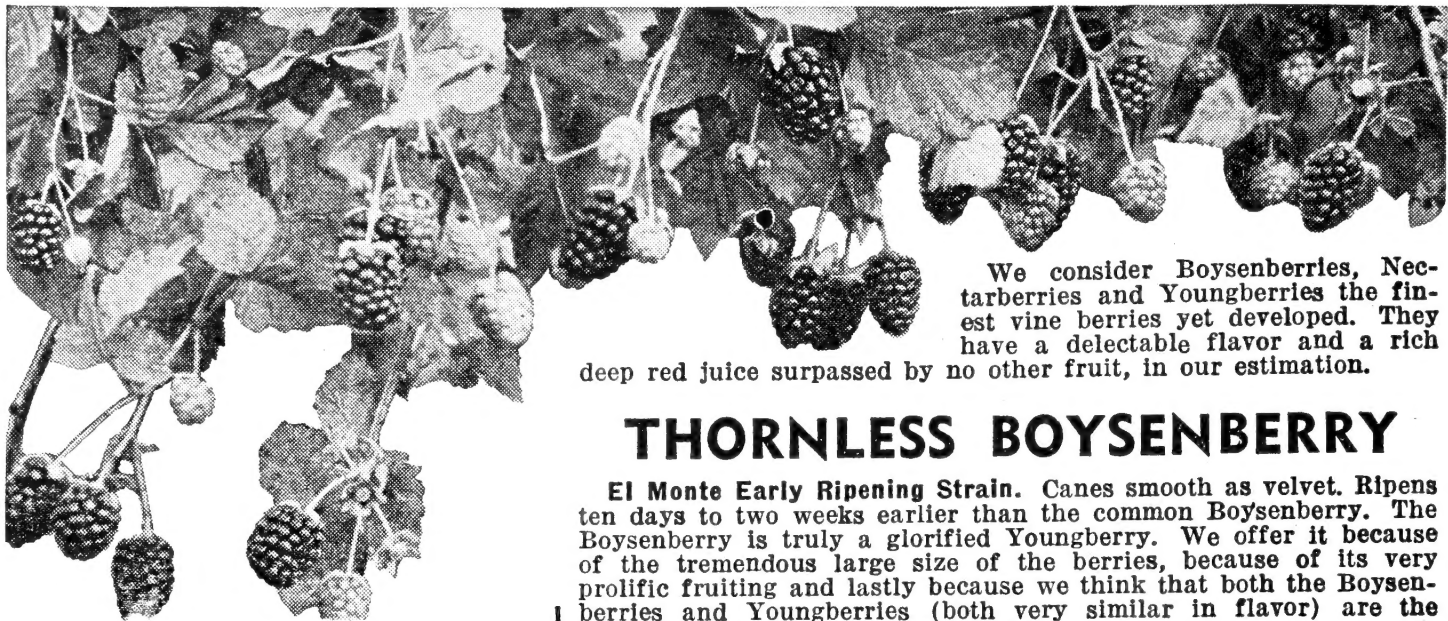 We consider Boysenberries, Nec-
tarberries and Youngberries the fin-
est vine berries yet developed. They
have a delectable flavor and a rich
deep red juice surpassed by no other fruit, in our estimation.
THORNLESS BOYSENBERRY
El Monte Early Ripening Strain. Canes smooth as velvet. Ripens
ten days to two weeks earlier than the common Boysenberry. The
Boysenberry is truly a glorified Youngberry. We offer it because
of the tremendous large size of the berries, because of its very
prolific fruiting and lastly because we think that both the Boysen-
berries and Youngberries (both very similar in flavor) are the